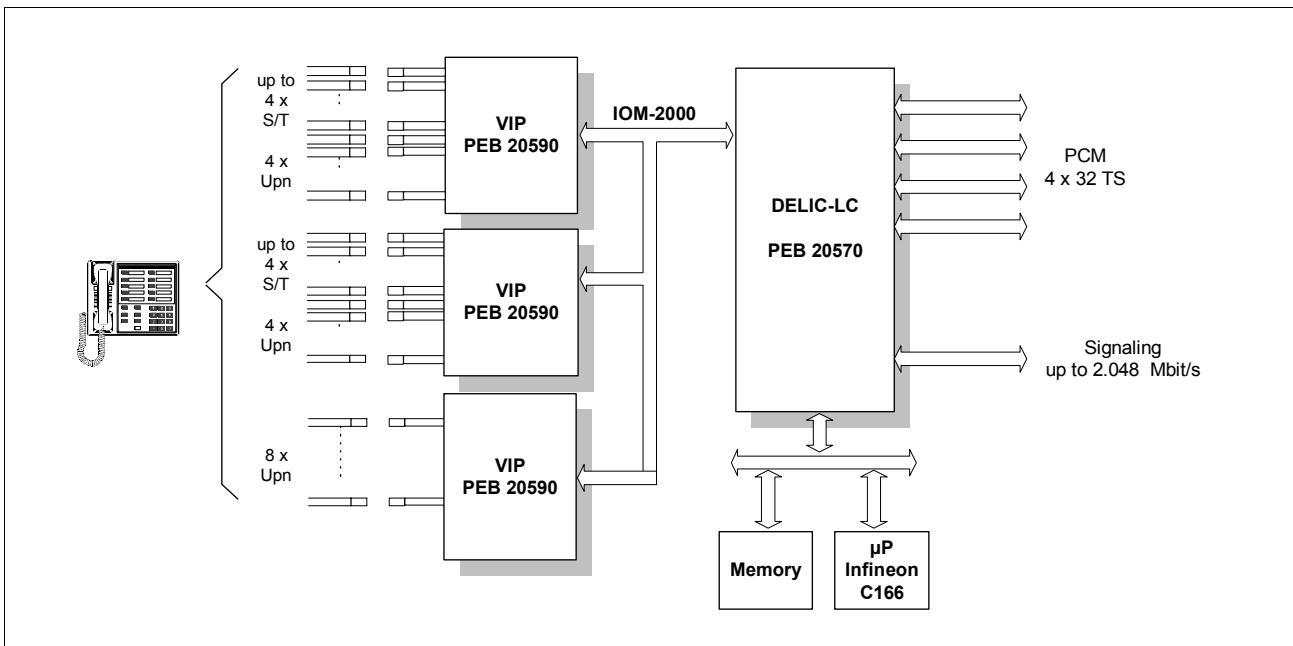 up to
4 x
S/T
4 x
Upn
VIP
PEB 20590
up to
4 x
S/T
4 x
Upn
VIP
PEB 20590
8 x
Upn
VIP
PEB 20590
IOM-2000
DELIC-LC
PEB 20570
PCM
4 x 32 TS
Signaling
up to 2.048 Mbit/s
Memory
µP
Infineon
C166